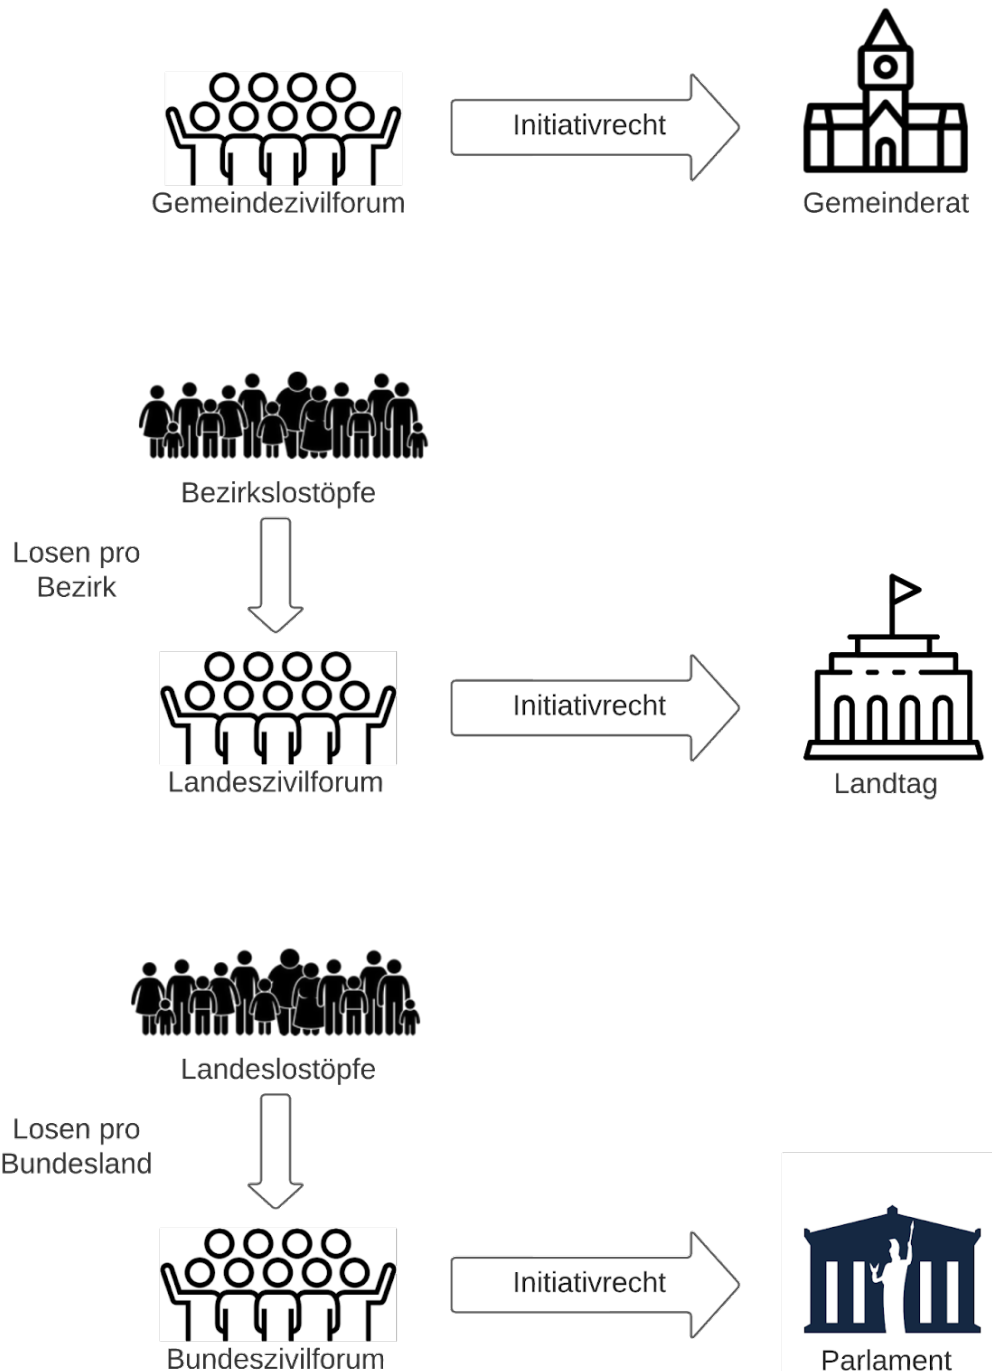 Initiativrecht
Gemeindezivilforum
Gemeinderat
Bezirkslostöpfe
Losen pro
Bezirk
Initiativrecht
Landeszivilforum
Landtag
Landeslostöpfe
Losen pro
Bundesland
Initiativrecht
Bundeszivilforum
Parlament